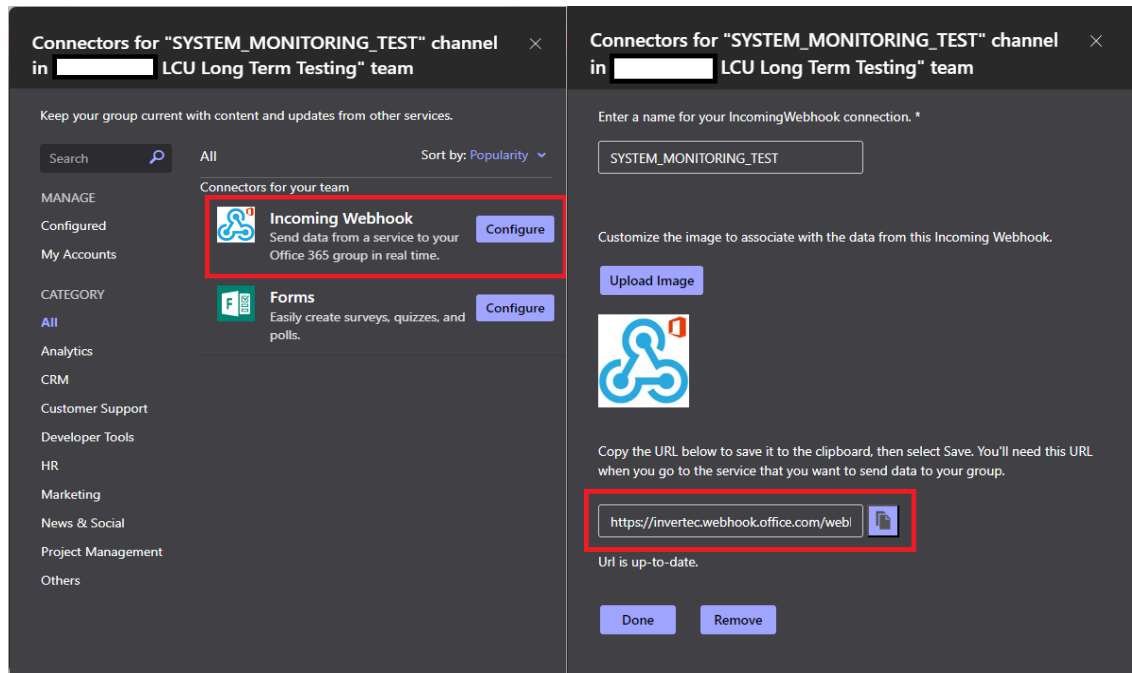 Connectors for "SYSTEM_MONITORING_TEST" channel
in LCU Long Term Testing" team
Keep your group current with content and updates from other services.
Search
All
Sort by: Popularity
MANAGE
Configured
My Accounts
CATEGORY
All
Analytics
CRM
Customer Support
Developer Tools
HR
Marketing
News & Social
Project Management
Others
Connectors for your team
Incoming Webhook
Send data from a service to your
Office 365 group in real time.
Configure
Forms
Easily create surveys, quizzes, and
polls.
Configure
Connectors for "SYSTEM_MONITORING_TEST" channel
in LCU Long Term Testing" team
Enter a name for your IncomingWebhook connection. *
SYSTEM_MONITORING_TEST
Customize the image to associate with the data from this Incoming Webhook.
Upload Image
Copy the URL below to save it to the clipboard, then select Save. You'll need this URL
when you go to the service that you want to send data to your group.
https://invertec.webhook.office.com/webl
Url is up-to-date.
Done
Remove